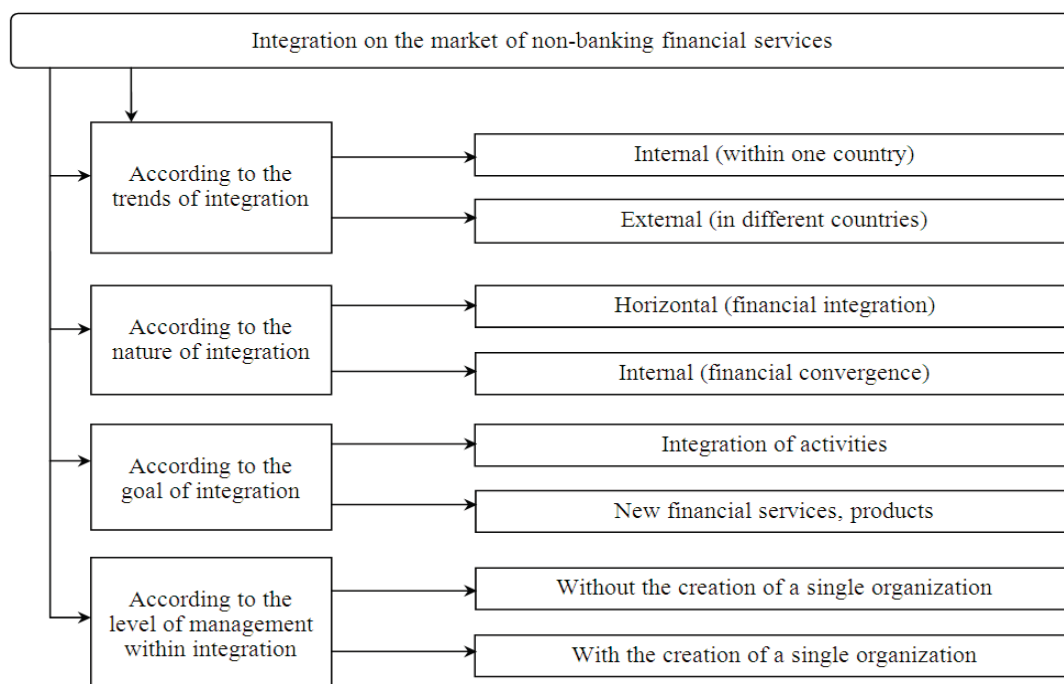 Integration on the market of non-banking financial services
According to the
trends of integration
Internal (within one country)
External (in different countries)
According to the
nature of integration
Horizontal (financial integration)
Internal (financial convergence)
According to the
goal of integration
Integration of activities
New financial services, products
According to the
level of management
within integration
Without the creation of a single organization
With the creation of a single organization